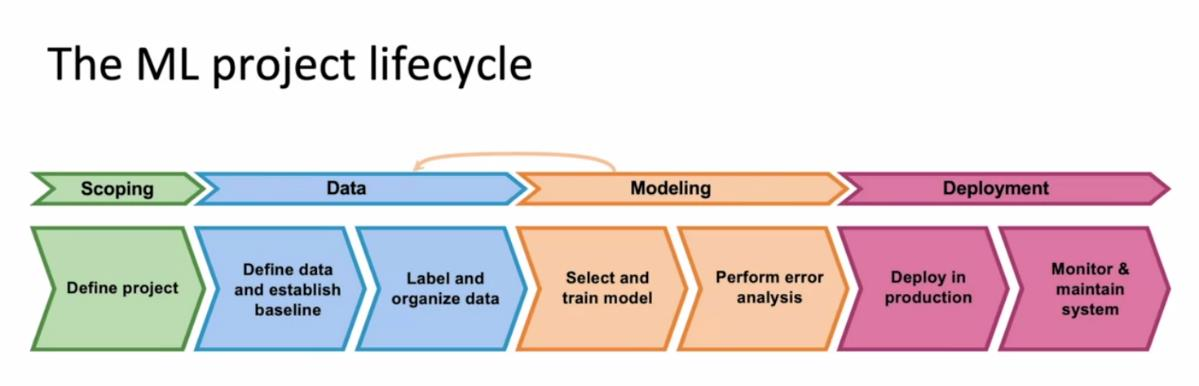 The ML project lifecycle
Scoping
Data
Modeling
Deployment
Define project
Define data
and establish
baseline
Label and
organize data
Select and
train model
Perform error
analysis
Deploy in
production
Monitor &
maintain
system